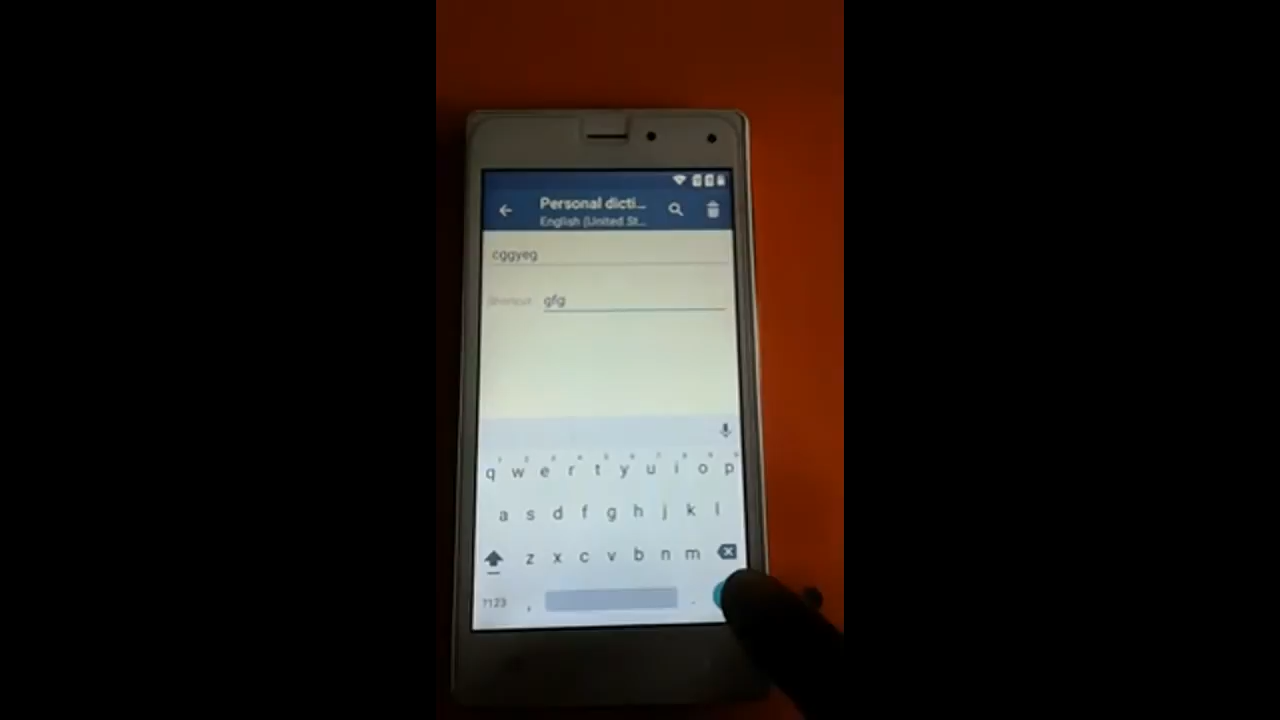 Personal dicti...
English (United St...
cggyeg
Shortcut gfg
q w e r t y u i o p
a s d f g h j k l
z x c v b n m
?123 , .